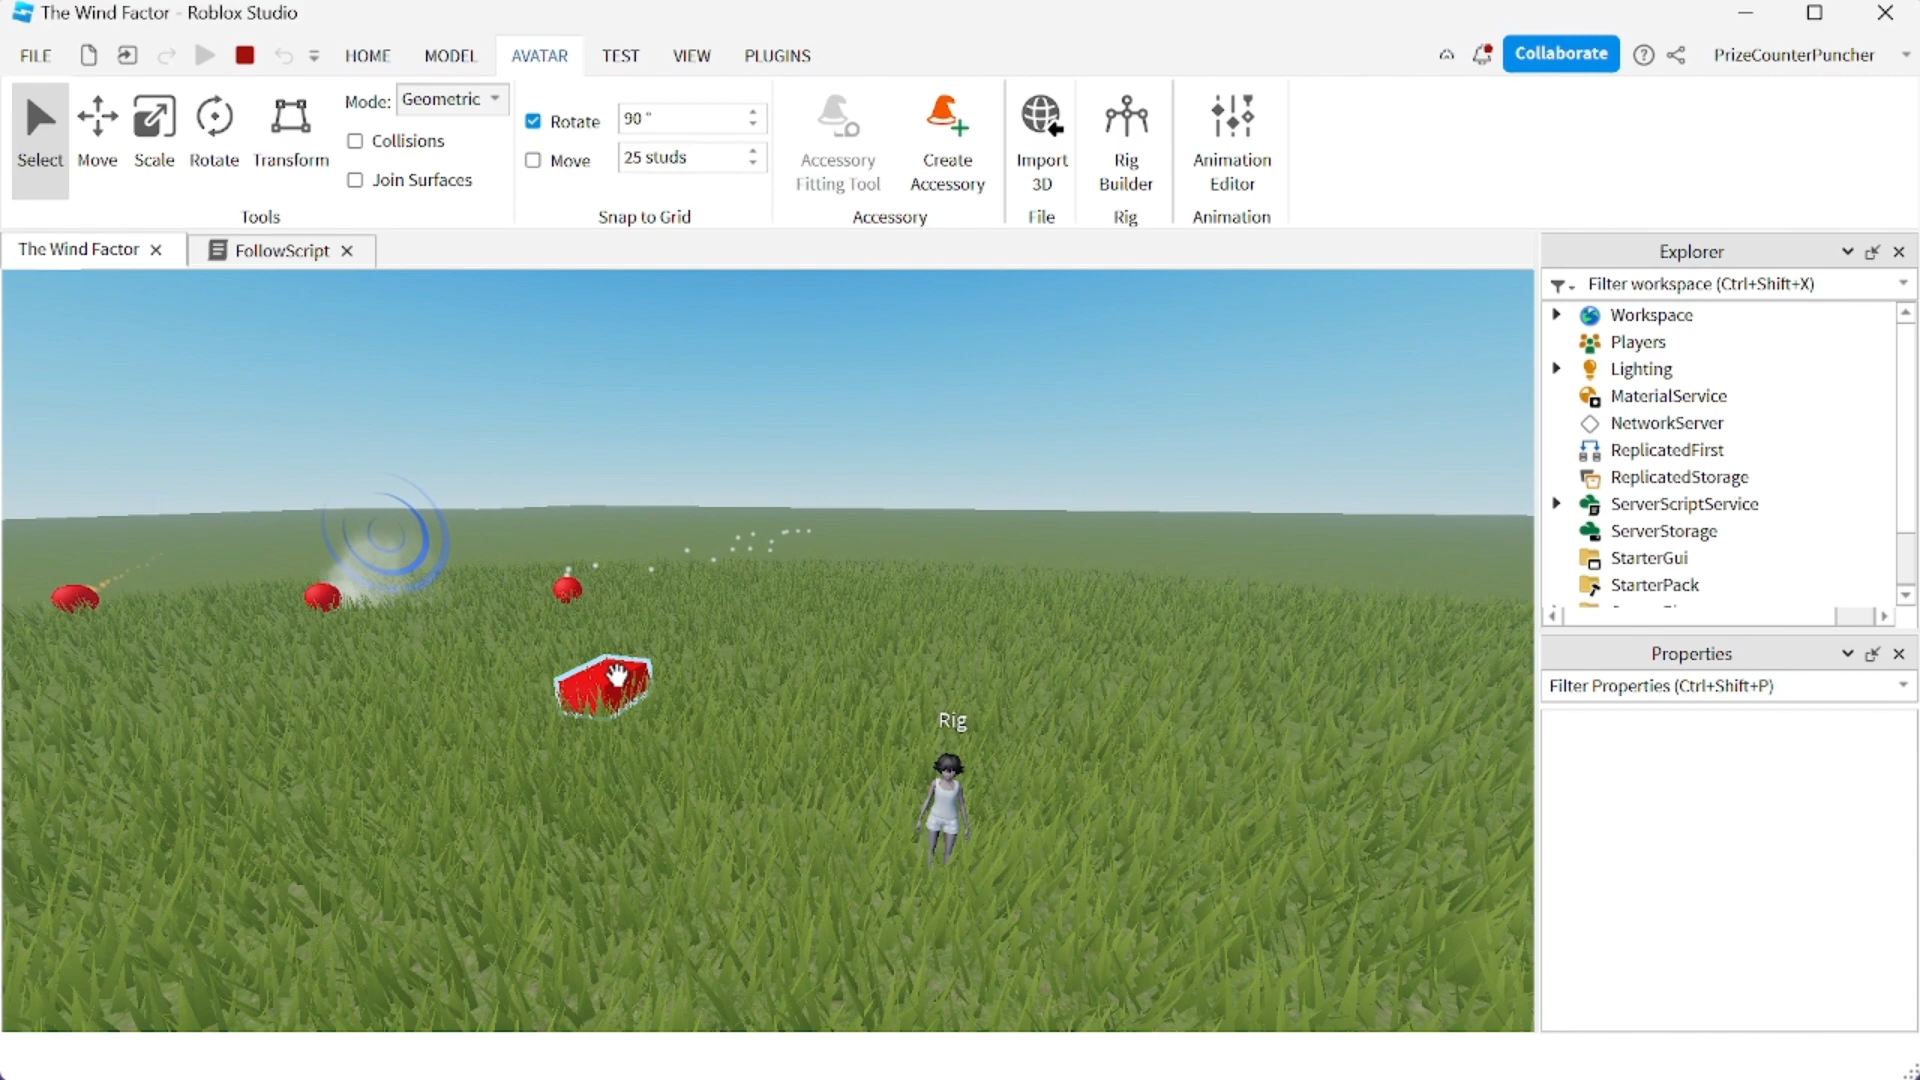 The Wind Factor - Roblox Studio
FILE HOME MODEL AVATAR TEST VIEW PLUGINS Collaborate PrizeCounterPuncher
Select Move Scale Rotate Transform
Mode: Geometric
Collisions
Join Surfaces
Tools
Rotate 90 °
Move 25 studs
Snap to Grid
Accessory Fitting Tool
Create Accessory
Accessory
Import 3D
File
Rig Builder
Rig
Animation Editor
Animation
The Wind Factor FollowScript
Rig
Explorer
Filter workspace (Ctrl+Shift+X)
Workspace
Players
Lighting
MaterialService
NetworkServer
ReplicatedFirst
ReplicatedStorage
ServerScriptService
ServerStorage
StarterGui
StarterPack
Properties
Filter Properties (Ctrl+Shift+P)